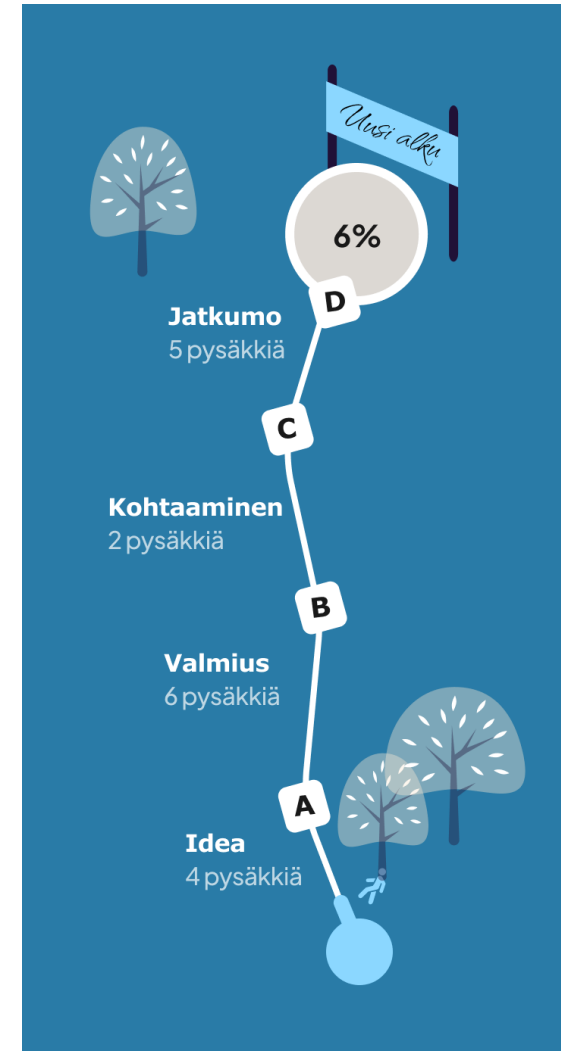 Uusi alku
6%
D
Jatkumo
5 pysäkkiä
C
Kohtaaminen
2 pysäkkiä
B
Valmius
6 pysäkkiä
A
Idea
4 pysäkkiä